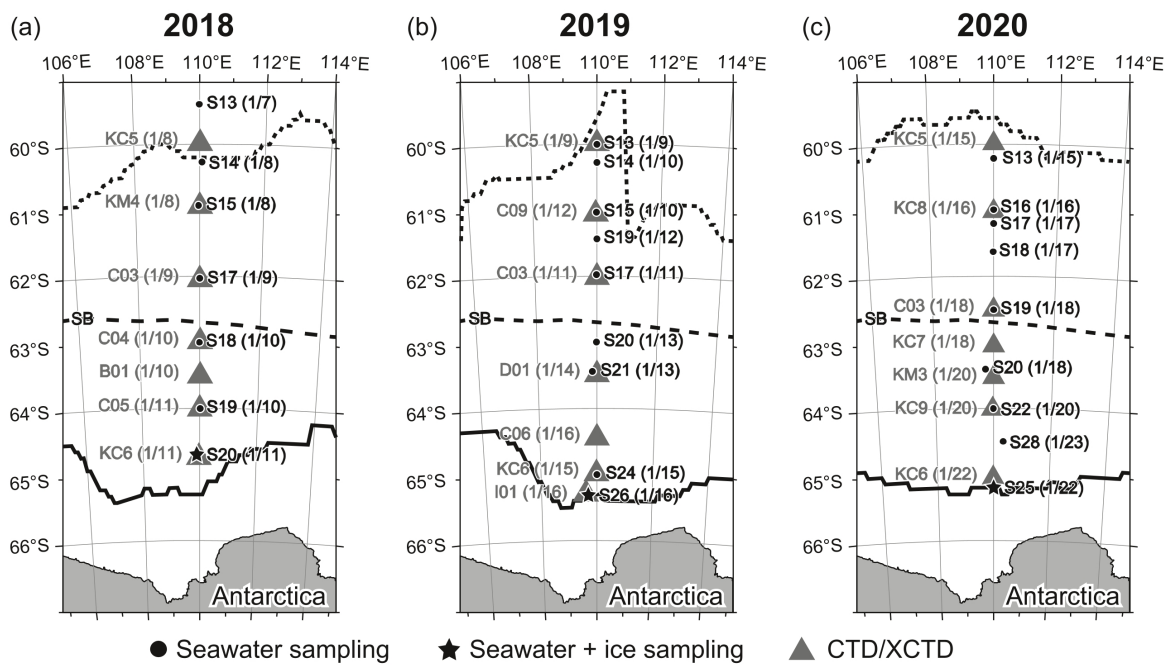 (a) 2018
106°E 108°E 110°E 112°E 114°E
S13 (1/7)
KC5 (1/8)
60°S
S14 (1/8)
KM4 (1/8) S15 (1/8)
61°S
C03 (1/9) S17 (1/9)
62°S
SB
C04 (1/10) S18 (1/10)
63°S
B01 (1/10)
C05 (1/11) S19 (1/10)
64°S
KC6 (1/11) S20 (1/11)
65°S
66°S
Antarctica
(b) 2019
106°E 108°E 110°E 112°E 114°E
KC5 (1/9) S13 (1/9)
60°S
S14 (1/10)
C09 (1/12) S15 (1/10)
61°S
S19 (1/12)
C03 (1/11) S17 (1/11)
62°S
SB
S20 (1/13)
63°S
D01 (1/14) S21 (1/13)
64°S
C06 (1/16)
KC6 (1/15) S24 (1/15)
65°S
I01 (1/16) S26 (1/16)
66°S
Antarctica
(c) 2020
106°E 108°E 110°E 112°E 114°E
KC5 (1/15)
60°S
S13 (1/15)
KC8 (1/16) S16 (1/16)
61°S
S17 (1/17)
S18 (1/17)
62°S
C03 (1/18) S19 (1/18)
SB
KC7 (1/18)
63°S
S20 (1/18)
KM3 (1/20)
KC9 (1/20) S22 (1/20)
64°S
S28 (1/23)
KC6 (1/22)
65°S
S25 (1/22)
66°S
Antarctica
Seawater sampling Seawater + ice sampling CTD/XCTD